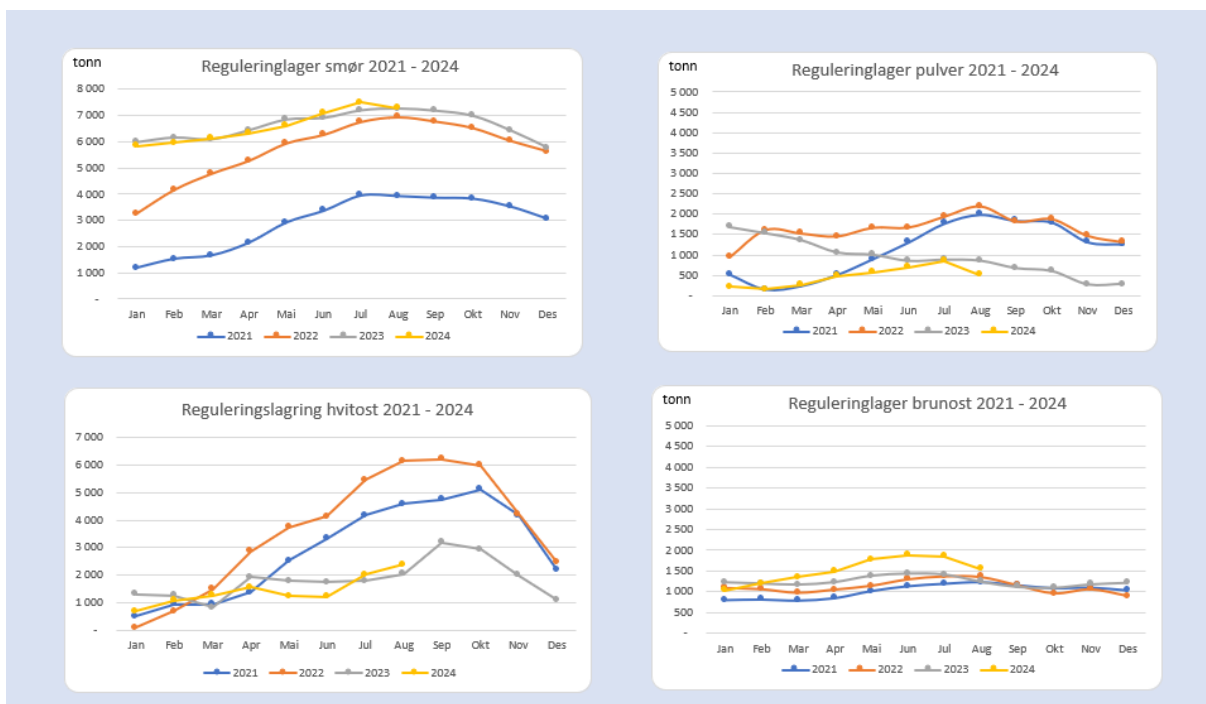 tonn
Reguleringlager smør 2021 - 2024
8 000
7 000
6 000
5 000
4 000
3 000
2 000
1 000
-
Jan Feb Mar Apr Mai Jun Jul Aug Sep Okt Nov Des
2021 2022 2023 2024
tonn
Reguleringlager pulver 2021 - 2024
5 000
4 500
4 000
3 500
3 000
2 500
2 000
1 500
1 000
500
-
Jan Feb Mar Apr Mai Jun Jul Aug Sep Okt Nov Des
2021 2022 2023 2024
Reguleringslagring hvitost 2021 - 2024
7 000
6 000
5 000
4 000
3 000
2 000
1 000
-
Jan Feb Mar Apr Mai Jun Jul Aug Sep Okt Nov Des
2021 2022 2023 2024
tonn
Reguleringlager brunost 2021 - 2024
5 000
4 500
4 000
3 500
3 000
2 500
2 000
1 500
1 000
500
-
Jan Feb Mar Apr Mai Jun Jul Aug Sep Okt Nov Des
2021 2022 2023 2024